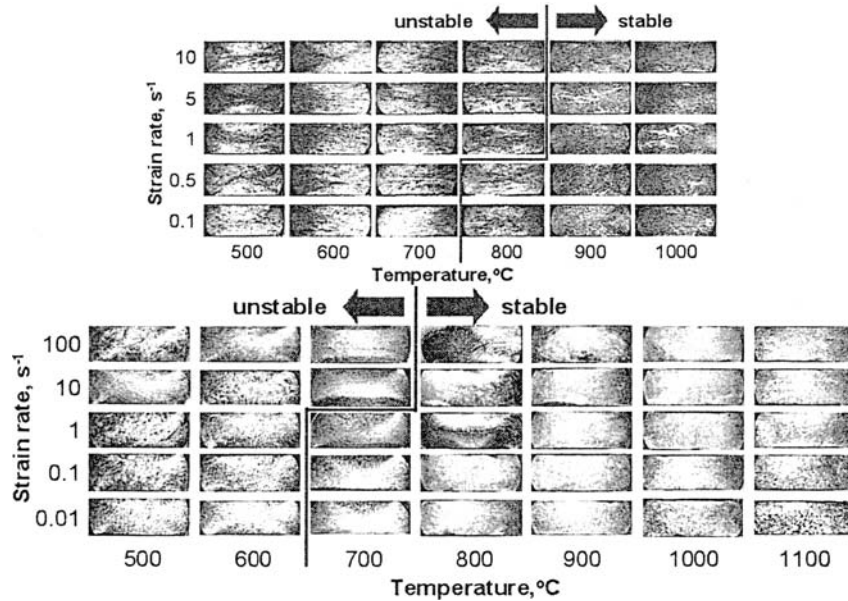 unstable stable
10
5
1
0.5
0.1
Strain rate, s-1
500 600 700 800 900 1000
Temperature,oC
unstable stable
100
10
1
0.1
0.01
Strain rate, s-1
500 600 700 800 900 1000 1100
Temperature,oC